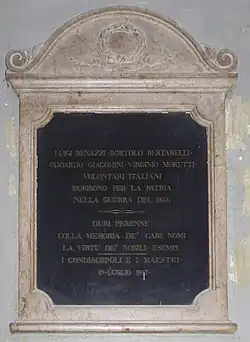 LUIGI BENAZZI-BORTOLO BERTARELLI-
ODOARDO GIACOMINI-VIRGINIO MORETTI-
VOLONTARI ITALIANI
MORIRONO PER LA PATRIA
NELLA GUERRA DEL 1866
DURI PERENNE
COLLA MEMORIA DE' CARI NOMI
LA VIRTÙ DE' NOBILI ESEMPI
I CONDISCEPOLI E I MAESTRI
LUGLIO